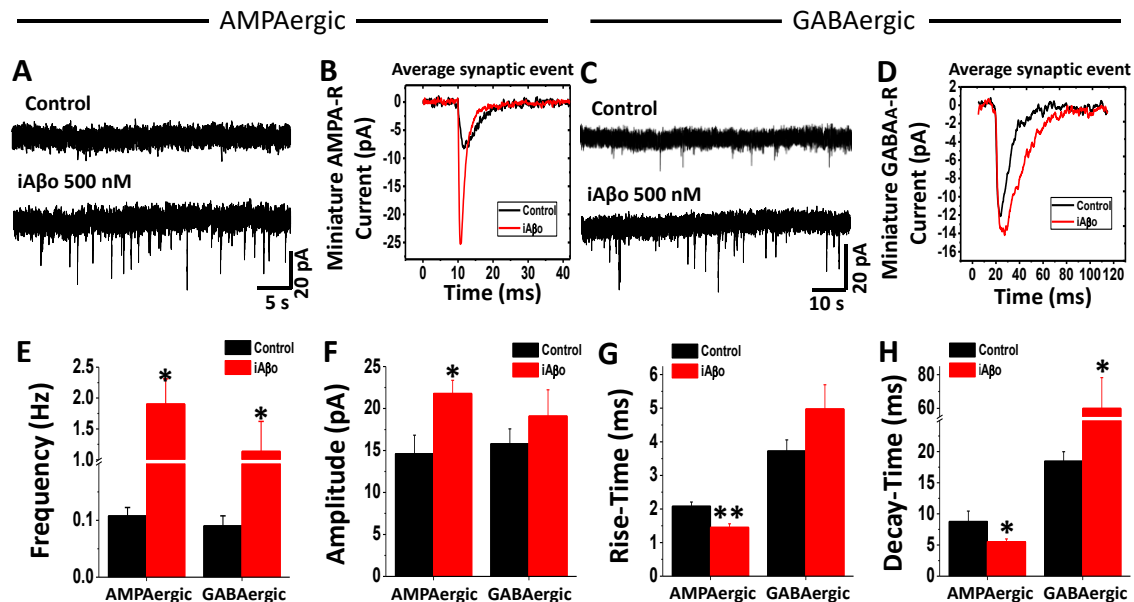 AMPAergic
GABAergic
A
Control
iAβo 500 nM
20 pA
5 s
B
Average synaptic event
Miniature AMPA-R
Current (pA)
0
-5
-10
-15
-20
-25
Control
iAβo
0 10 20 30 40
Time (ms)
C
Control
iAβo 500 nM
20 pA
10 s
D
Average synaptic event
Miniature GABAA-R
Current (pA)
2
0
-2
-4
-6
-8
-10
-12
-14
-16
Control
iAβo
0 20 40 60 80 100 120
Time (ms)
E
Control
iAβo
Frequency (Hz)
2.5
2.0
1.5
1.0
0.1
0.0
*
*
AMPAergic GABAergic
F
Control
iAβo
Amplitude (pA)
25
20
15
10
5
0
*
AMPAergic GABAergic
G
Control
iAβo
Rise-Time (ms)
6
5
4
3
2
1
0
**
AMPAergic GABAergic
H
Control
iAβo
Decay-Time (ms)
80
60
20
15
10
5
0
*
*
AMPAergic GABAergic